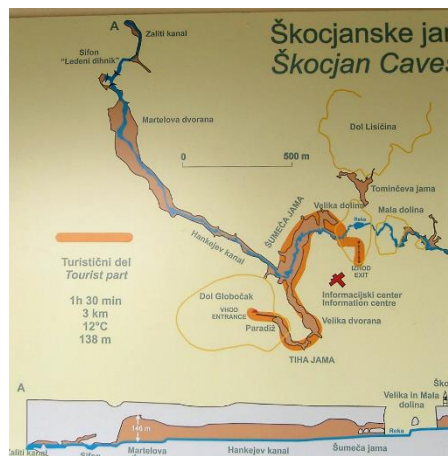 A
Zaliti kanal
Sifon
"Ledeni dihnik"
Škocjanske jam
Škocjan Caves
Dol Lisičina
Martelova dvorana
0
500 m
Tominčeva jama
Velika dolina
Mala dolina
Reka
ŠUMEČA JAMA
Hankejev kanal
IZHOD
EXIT
Turistični del
Tourist part
1h 30 min
3 km
12°C
138 m
Informacijski center
Information centre
Dol Globočak
VHOD
ENTRANCE
Paradiž
Velika dvorana
TIHA JAMA
A
Velika in Mala
dolina
Ško
146 m
Reka
Zaliti kanal
Sifon
Martelova
Hankejev kanal
Šumeča jama